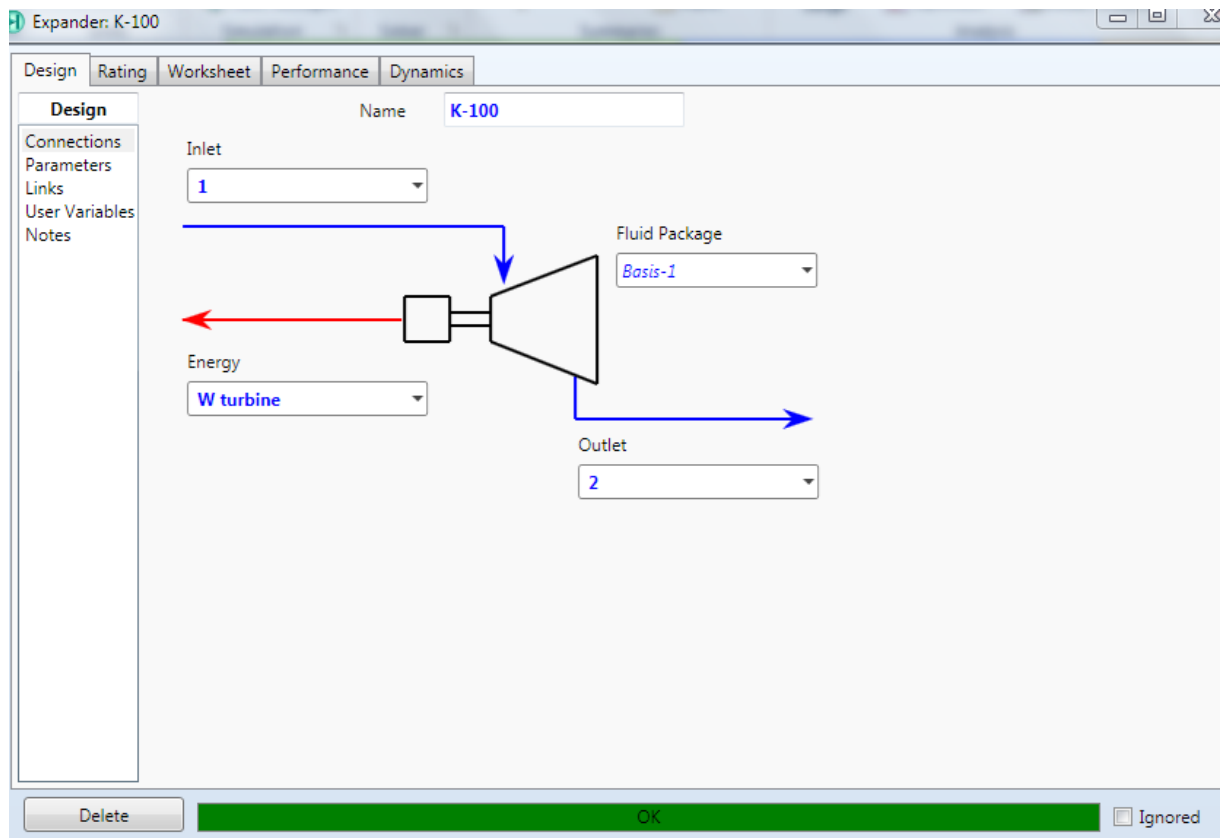 Expander: K-100
Design Rating Worksheet Performance Dynamics
Design
Connections
Parameters
Links
User Variables
Notes
Name K-100
Inlet
1
Fluid Package
Basis-1
Energy
W turbine
Outlet
2
Delete OK Ignored